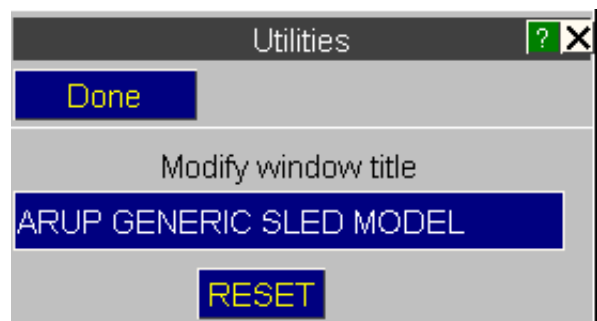 Utilities ?
Done
Modify window title
ARUP GENERIC SLED MODEL
RESET